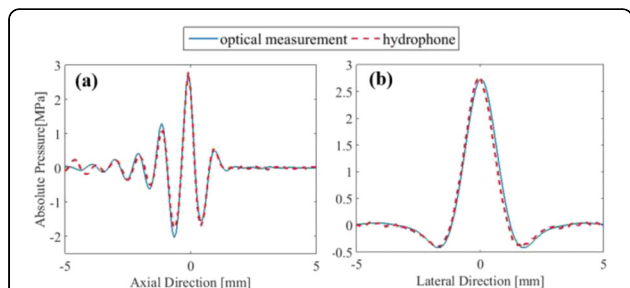 optical measurement hydrophone
(a)
Absolute Pressure[MPa]
3
2
1
0
-1
-2
-5 0 5
Axial Direction [mm]
(b)
3
2.5
2
1.5
1
0.5
0
-0.5
-5 0 5
Lateral Direction [mm]